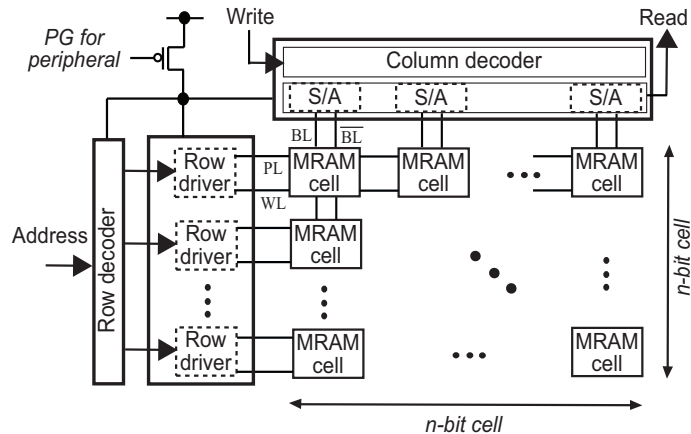 Write
Read
PG for
peripheral
Column decoder
S/A
S/A
S/A
BL
B̅L̅
Row
driver
PL
MRAM
cell
MRAM
cell
MRAM
cell
WL
Address
Row decoder
Row
driver
MRAM
cell
n-bit cell
Row
driver
MRAM
cell
MRAM
cell
n-bit cell